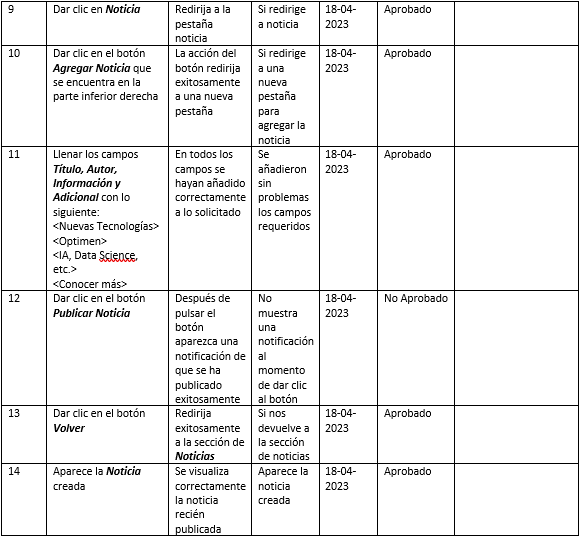 9
Dar clic en Noticia
Redirija a la
pestaña
noticia
Si redirige
a noticia
18-04-
2023
Aprobado
10
Dar clic en el botón
Agregar Noticia que
se encuentra en la
parte inferior derecha
La acción del
botón redirija
exitosamente
a una nueva
pestaña
Si redirige
a una
nueva
pestaña
para
agregar la
noticia
18-04-
2023
Aprobado
11
Llenar los campos
Título, Autor,
Información y
Adicional con lo
siguiente:
<Nuevas Tecnologías>
<Optimen>
<IA, Data Science,
etc.>
<Conocer más>
En todos los
campos se
hayan añadido
correctamente
a lo solicitado
Se
añadieron
sin
problemas
los campos
requeridos
18-04-
2023
Aprobado
12
Dar clic en el botón
Publicar Noticia
Después de
pulsar el
botón
aparezca una
notificación de
que se ha
publicado
exitosamente
No
muestra
una
notificación
al
momento
de dar clic
al botón
18-04-
2023
No Aprobado
13
Dar clic en el botón
Volver
Redirija
exitosamente
a la sección de
Noticias
Si nos
devuelve a
la sección
de noticias
18-04-
2023
Aprobado
14
Aparece la Noticia
creada
Se visualiza
correctamente
la noticia
recién
publicada
Aparece la
noticia
creada
18-04-
2023
Aprobado